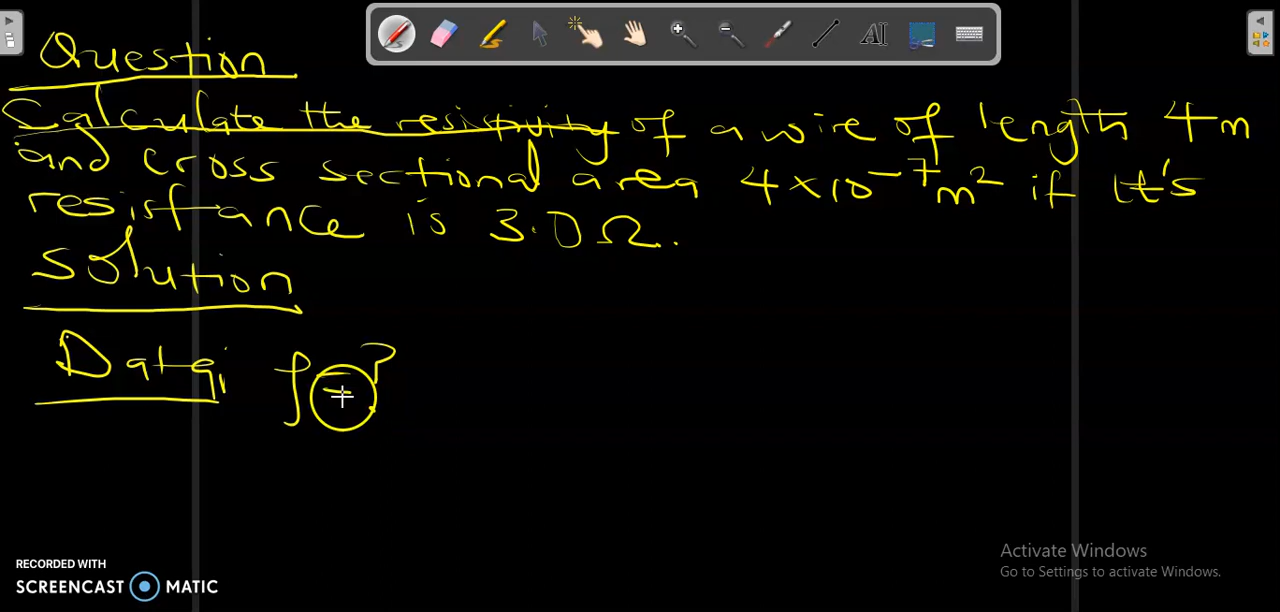 Question
Calculate the resistivity of a wire of length 4m
and cross sectional area 4×10⁻⁷m² if It's
resistance is 3.0Ω.
Solution
Data; ρ=?
Activate Windows
Go to Settings to activate Windows.
RECORDED WITH
SCREENCAST MATIC